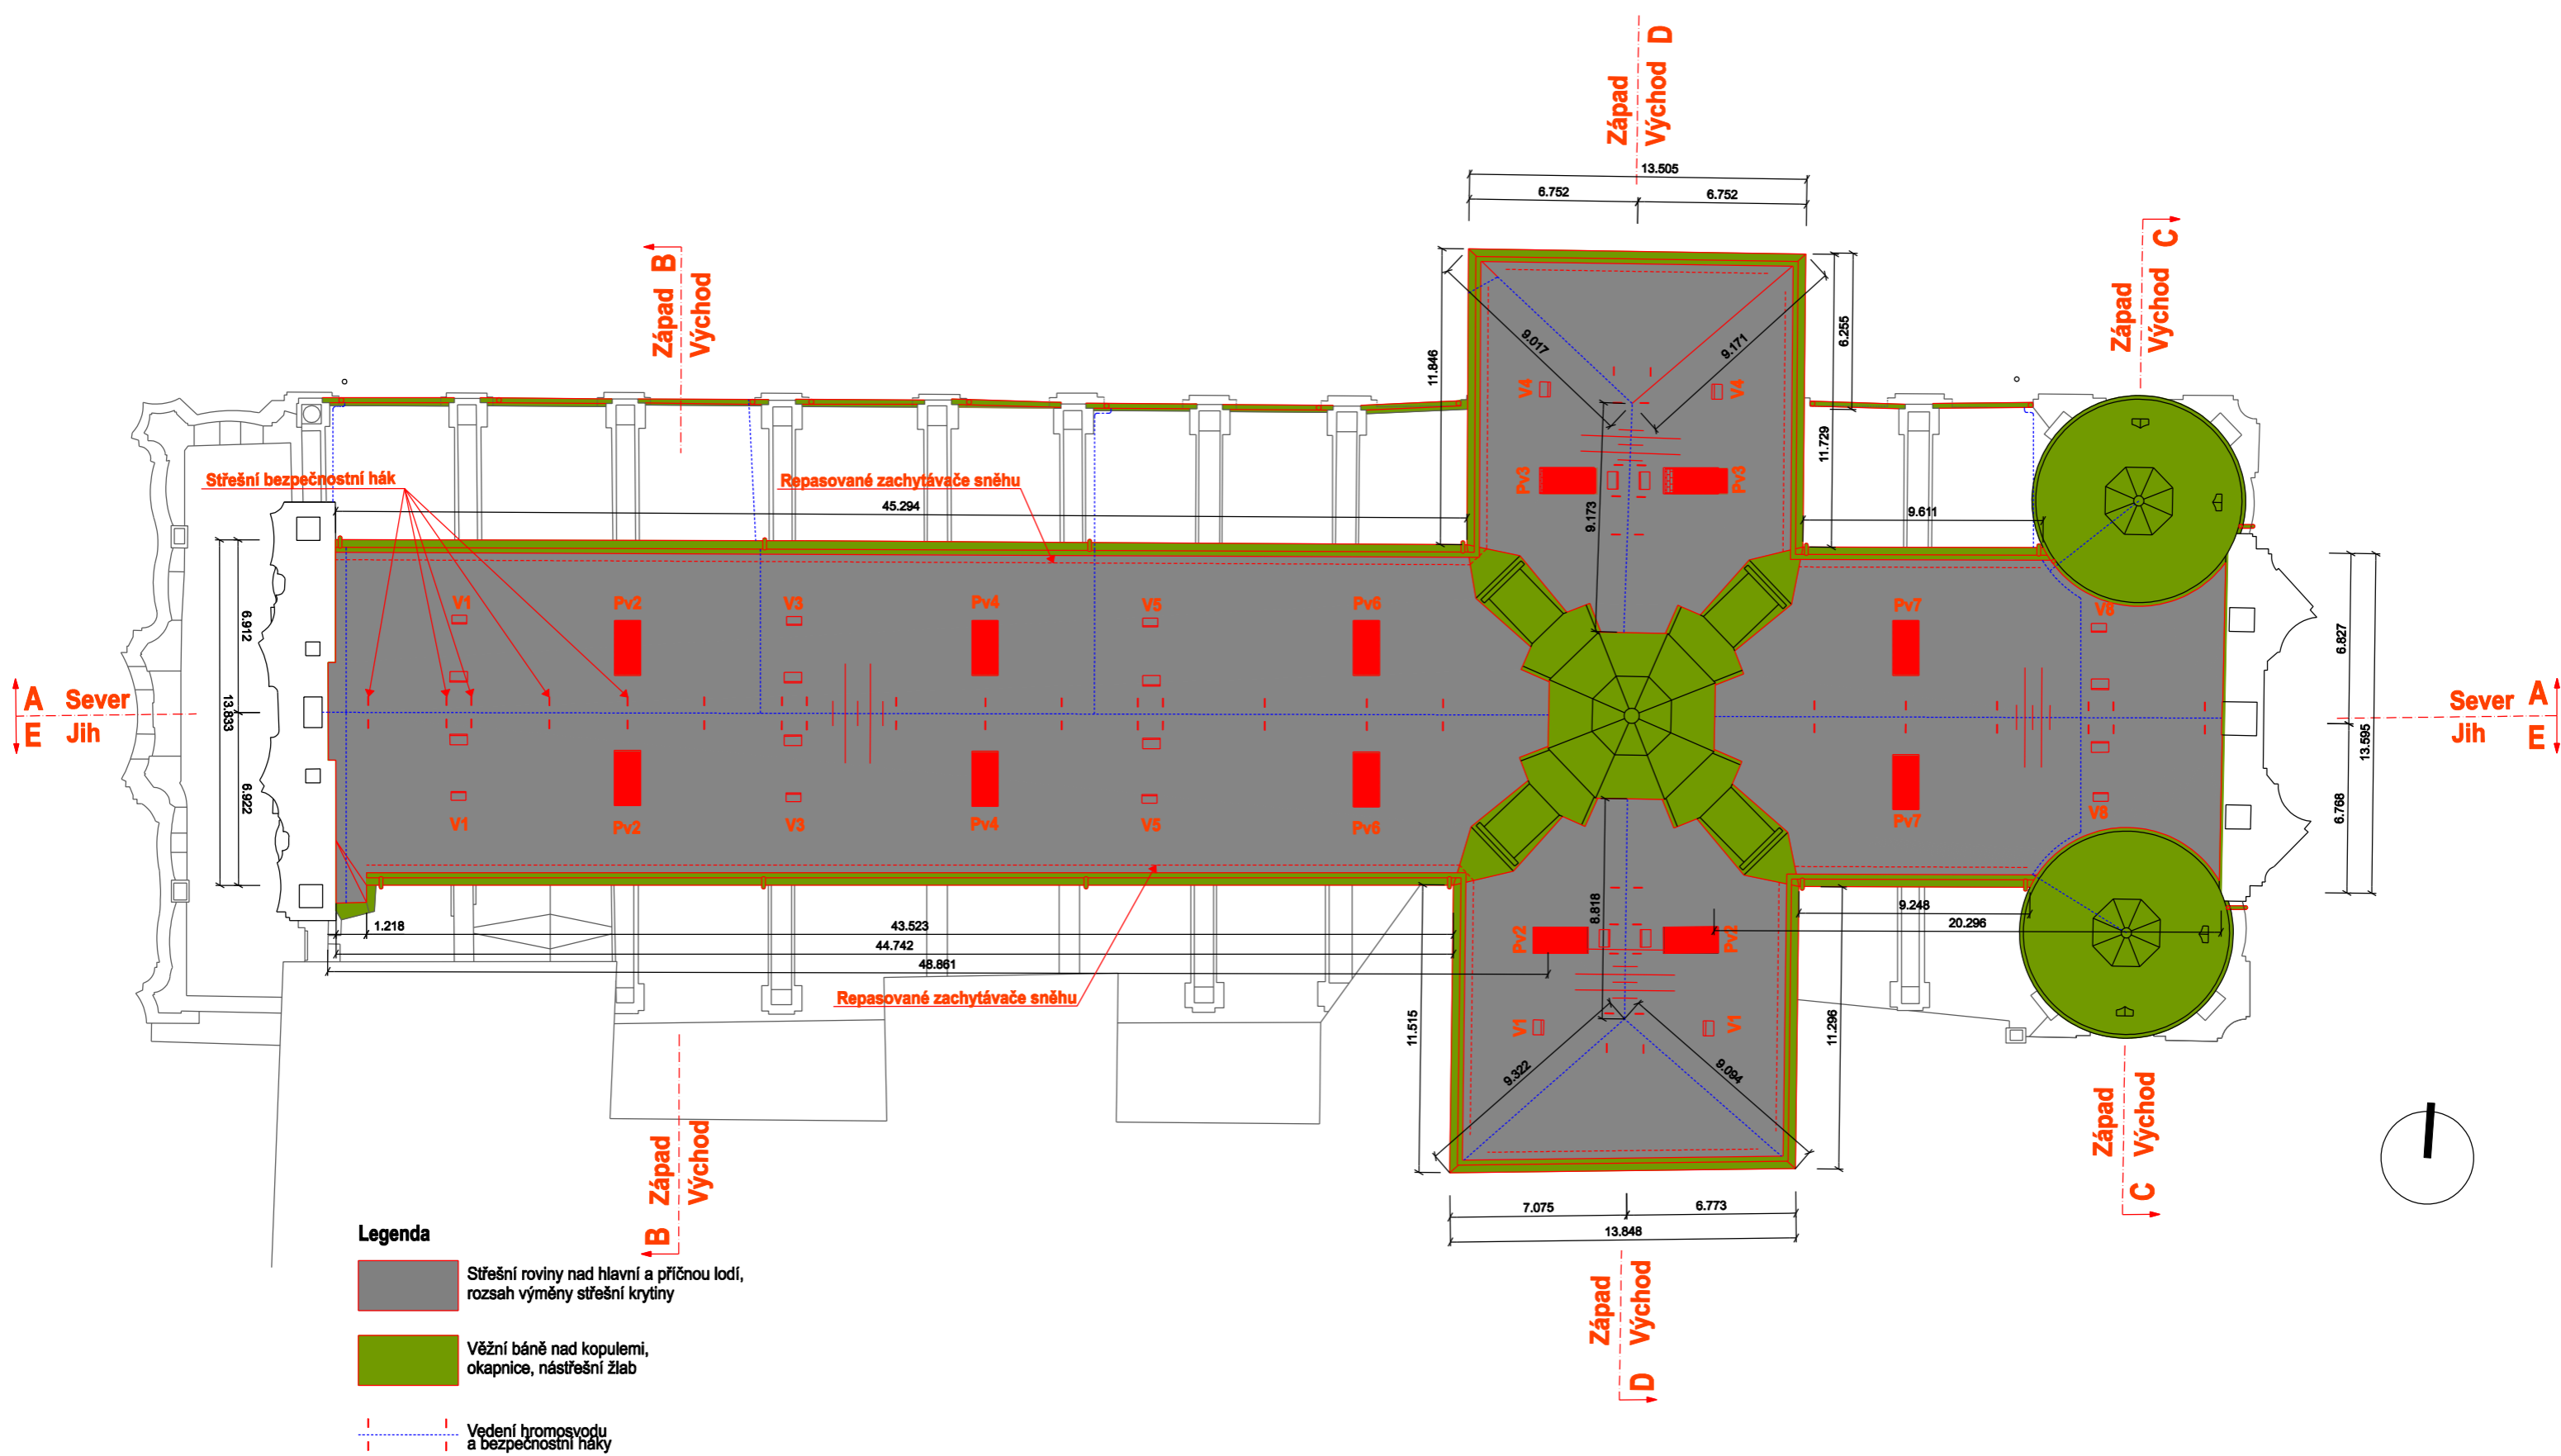 Západ
Východ
D
13.505
6.752
6.752
Západ
Východ
B
Západ
Východ
C
9.017
9.171
11.846
6.255
11.729
V4
V4
Pv3
Pv3
9.173
Střešní bezpečnostní hák
Repasované zachytávače sněhu
45.294
9.611
V1
Pv2
V3
Pv4
V5
Pv6
Pv7
V8
6.912
13.833
6.922
6.827
13.595
6.768
A Sever
E Jih
Sever A
Jih E
V1
Pv2
V3
Pv4
V5
Pv6
Pv7
V8
1.218
43.523
44.742
48.861
9.248
20.296
8.818
Pv2
Pv2
Repasované zachytávače sněhu
V1
V1
11.515
11.296
9.322
9.094
7.075
6.773
13.848
B
Západ
Východ
D
Západ
Východ
C
Západ
Východ
Legenda
Střešní roviny nad hlavní a příčnou lodí,
rozsah výměny střešní krytiny
Věžní báně nad kopulemi,
okapnice, nástřešní žlab
Vedení hromosvodu
a bezpečnostní háky